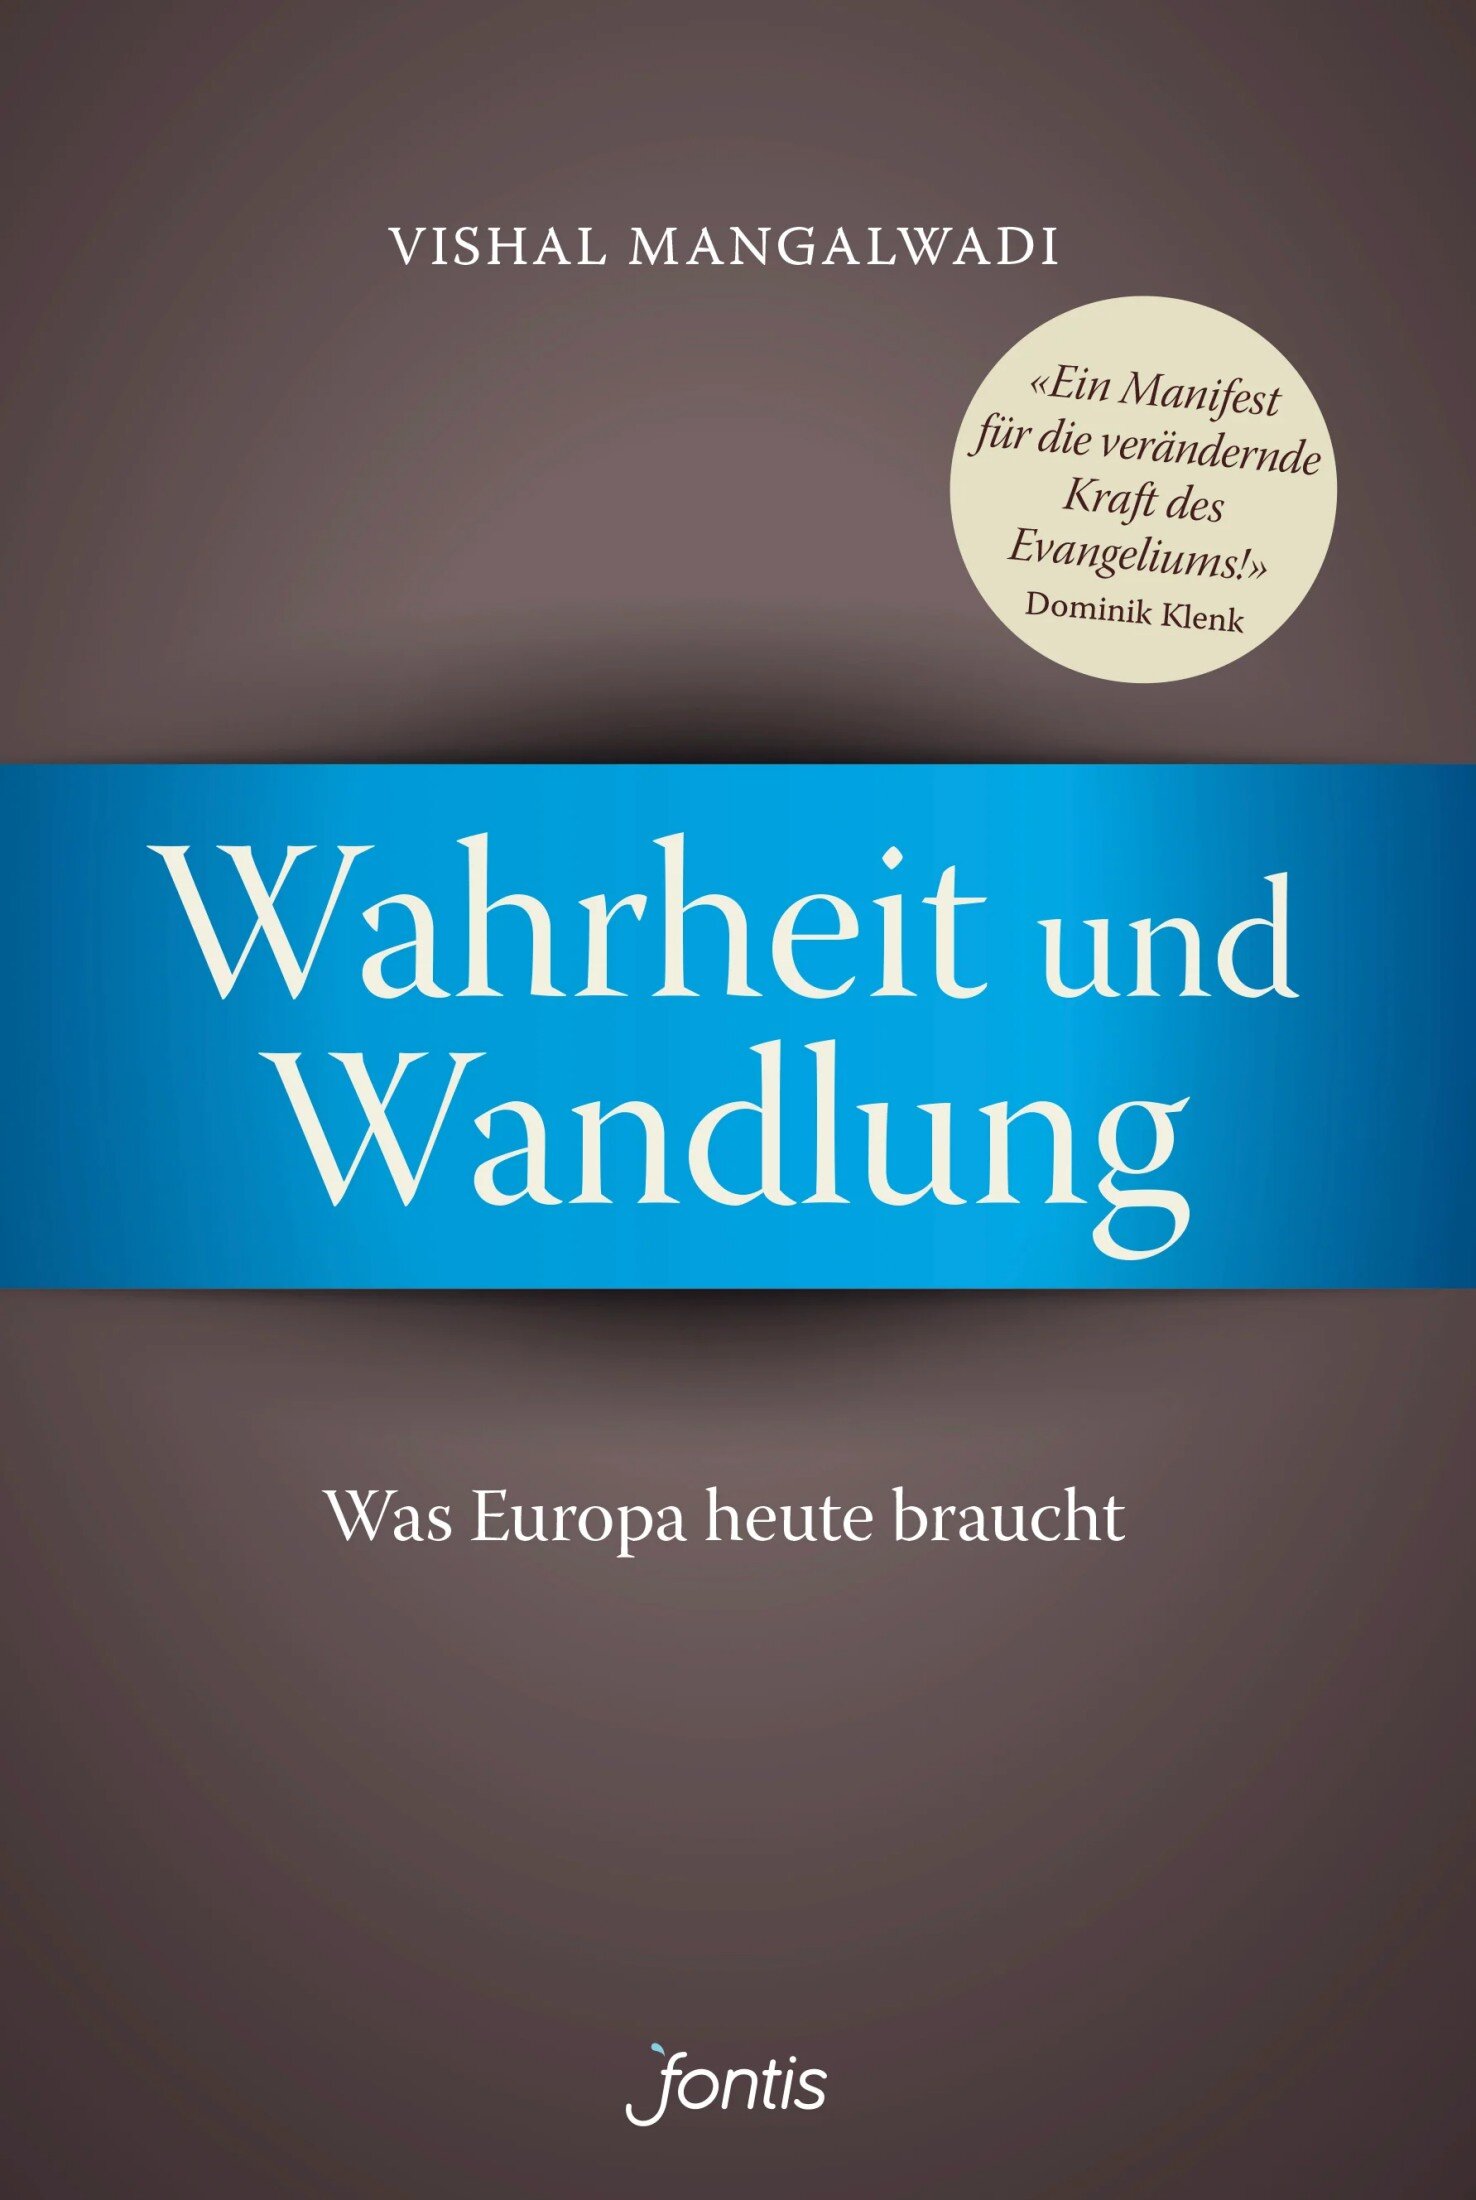 VISHAL MANGALWADI
«Ein Manifest
für die verändernde
Kraft des
Evangeliums!»
Dominik Klenk
Wahrheit und
Wandlung
Was Europa heute braucht
fontis